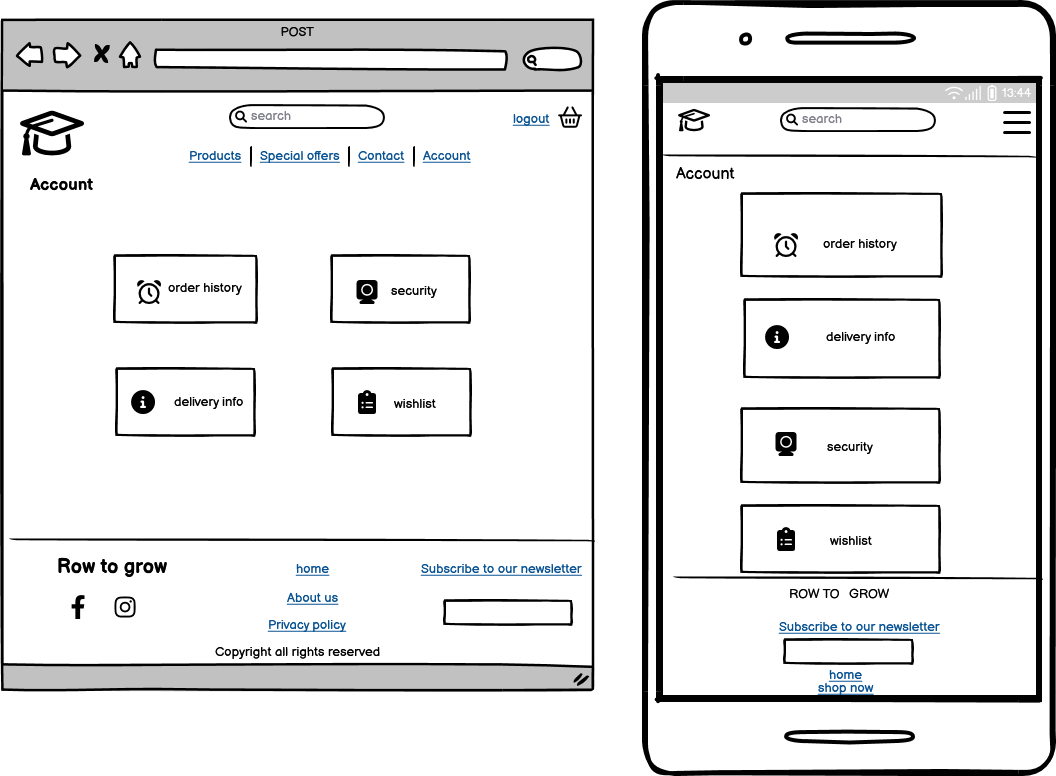 POST
search
logout
Products Special offers Contact Account
Account
order history
security
delivery info
wishlist
Row to grow
home
Subscribe to our newsletter
About us
Privacy policy
Copyright all rights reserved
13:44
search
Account
order history
delivery info
security
wishlist
ROW TO GROW
Subscribe to our newsletter
home
shop now